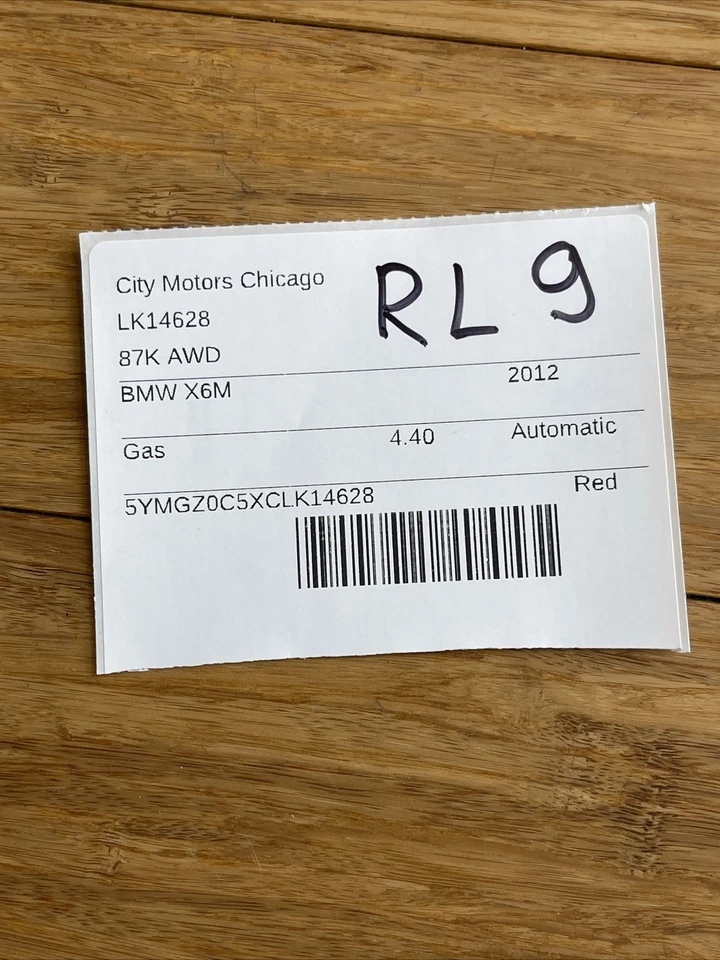 City Motors Chicago
RL9
LK14628
87K AWD
BMW X6M 2012
Gas 4.40 Automatic
5YMGZ0C5XCLK14628 Red